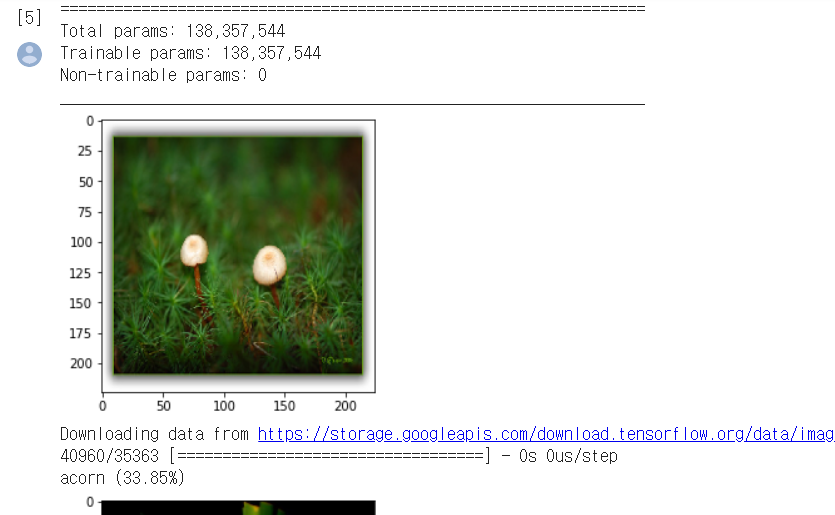 [5]
=================================================================
Total params: 138,357,544
Trainable params: 138,357,544
Non-trainable params: 0
_________________________________________________________________
0
25
50
75
100
125
150
175
200
0 50 100 150 200
Downloading data from https://storage.googleapis.com/download.tensorflow.org/data/imag
40960/35363 [==================================] - 0s 0us/step
acorn (33.85%)
0